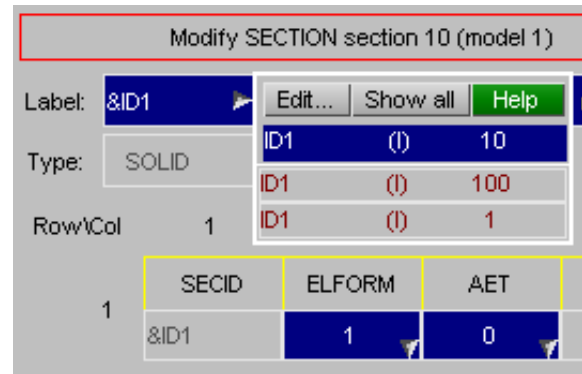 Modify SECTION section 10 (model 1)
Label: &ID1 Edit... Show all Help
ID1 (I) 10
Type: SOLID ID1 (I) 100
Row\Col 1 ID1 (I) 1
SECID ELFORM AET
1 &ID1 1 0